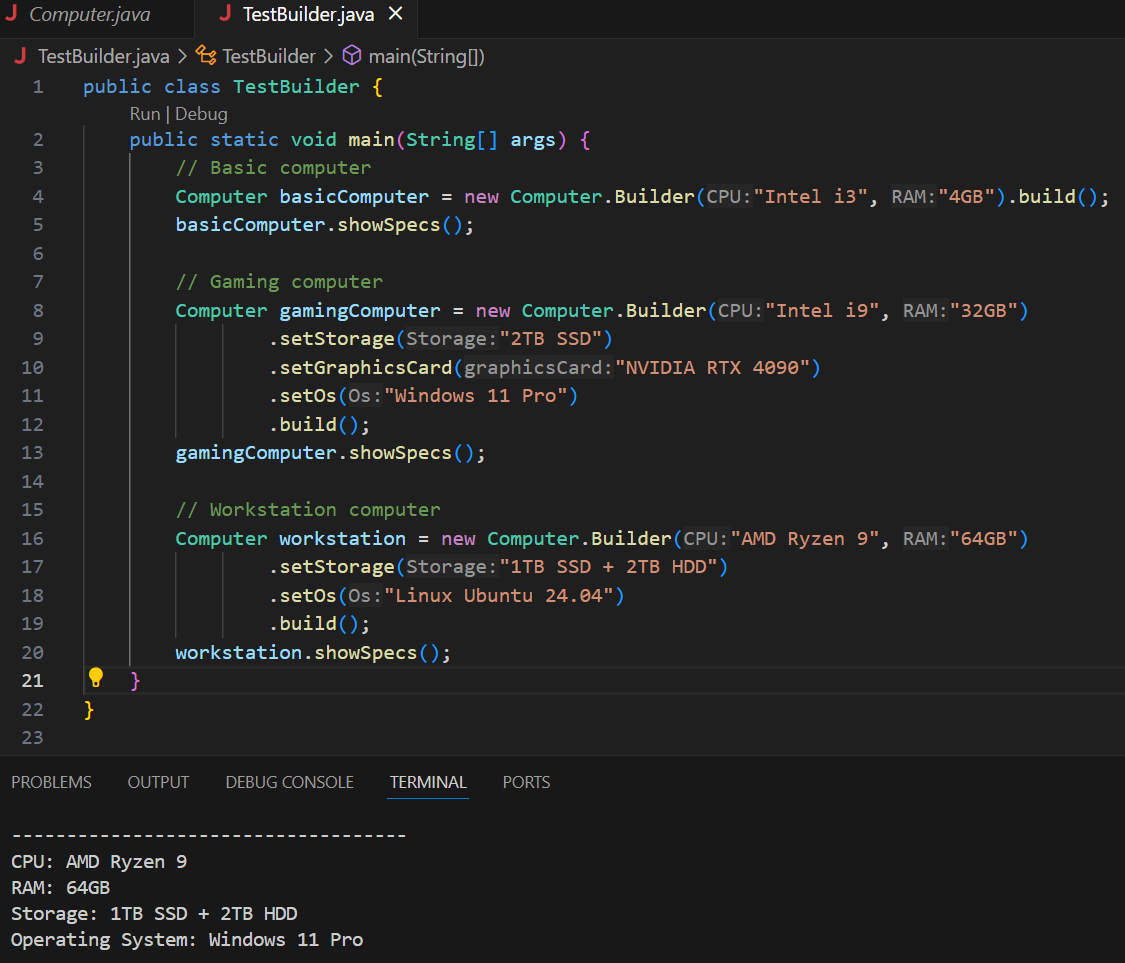 Computer.java TestBuilder.java
TestBuilder.java > TestBuilder > main(String[])
1 public class TestBuilder {
Run | Debug
2 public static void main(String[] args) {
3 // Basic computer
4 Computer basicComputer = new Computer.Builder(CPU:"Intel i3", RAM:"4GB").build();
5 basicComputer.showSpecs();
6
7 // Gaming computer
8 Computer gamingComputer = new Computer.Builder(CPU:"Intel i9", RAM:"32GB")
9 .setStorage(Storage:"2TB SSD")
10 .setGraphicsCard(graphicsCard:"NVIDIA RTX 4090")
11 .setOs(Os:"Windows 11 Pro")
12 .build();
13 gamingComputer.showSpecs();
14
15 // Workstation computer
16 Computer workstation = new Computer.Builder(CPU:"AMD Ryzen 9", RAM:"64GB")
17 .setStorage(Storage:"1TB SSD + 2TB HDD")
18 .setOs(Os:"Linux Ubuntu 24.04")
19 .build();
20 workstation.showSpecs();
21 }
22 }
23
PROBLEMS OUTPUT DEBUG CONSOLE TERMINAL PORTS
------------------------------------
CPU: AMD Ryzen 9
RAM: 64GB
Storage: 1TB SSD + 2TB HDD
Operating System: Windows 11 Pro